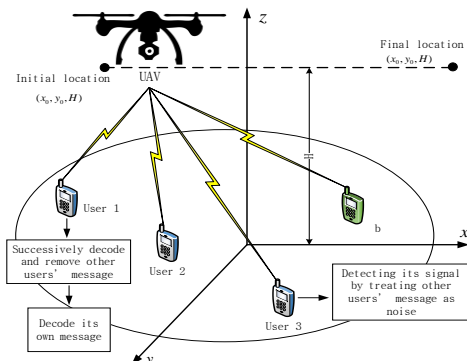 z
Initial location
(x₀, y₀, H)
UAV
Final location
(x₀, y₀, H)
H
User 1
User 2
User 3
b
x
y
Successively decode
and remove other
users' message
Decode its
own message
Detecting its signal
by treating other
users' message as
noise